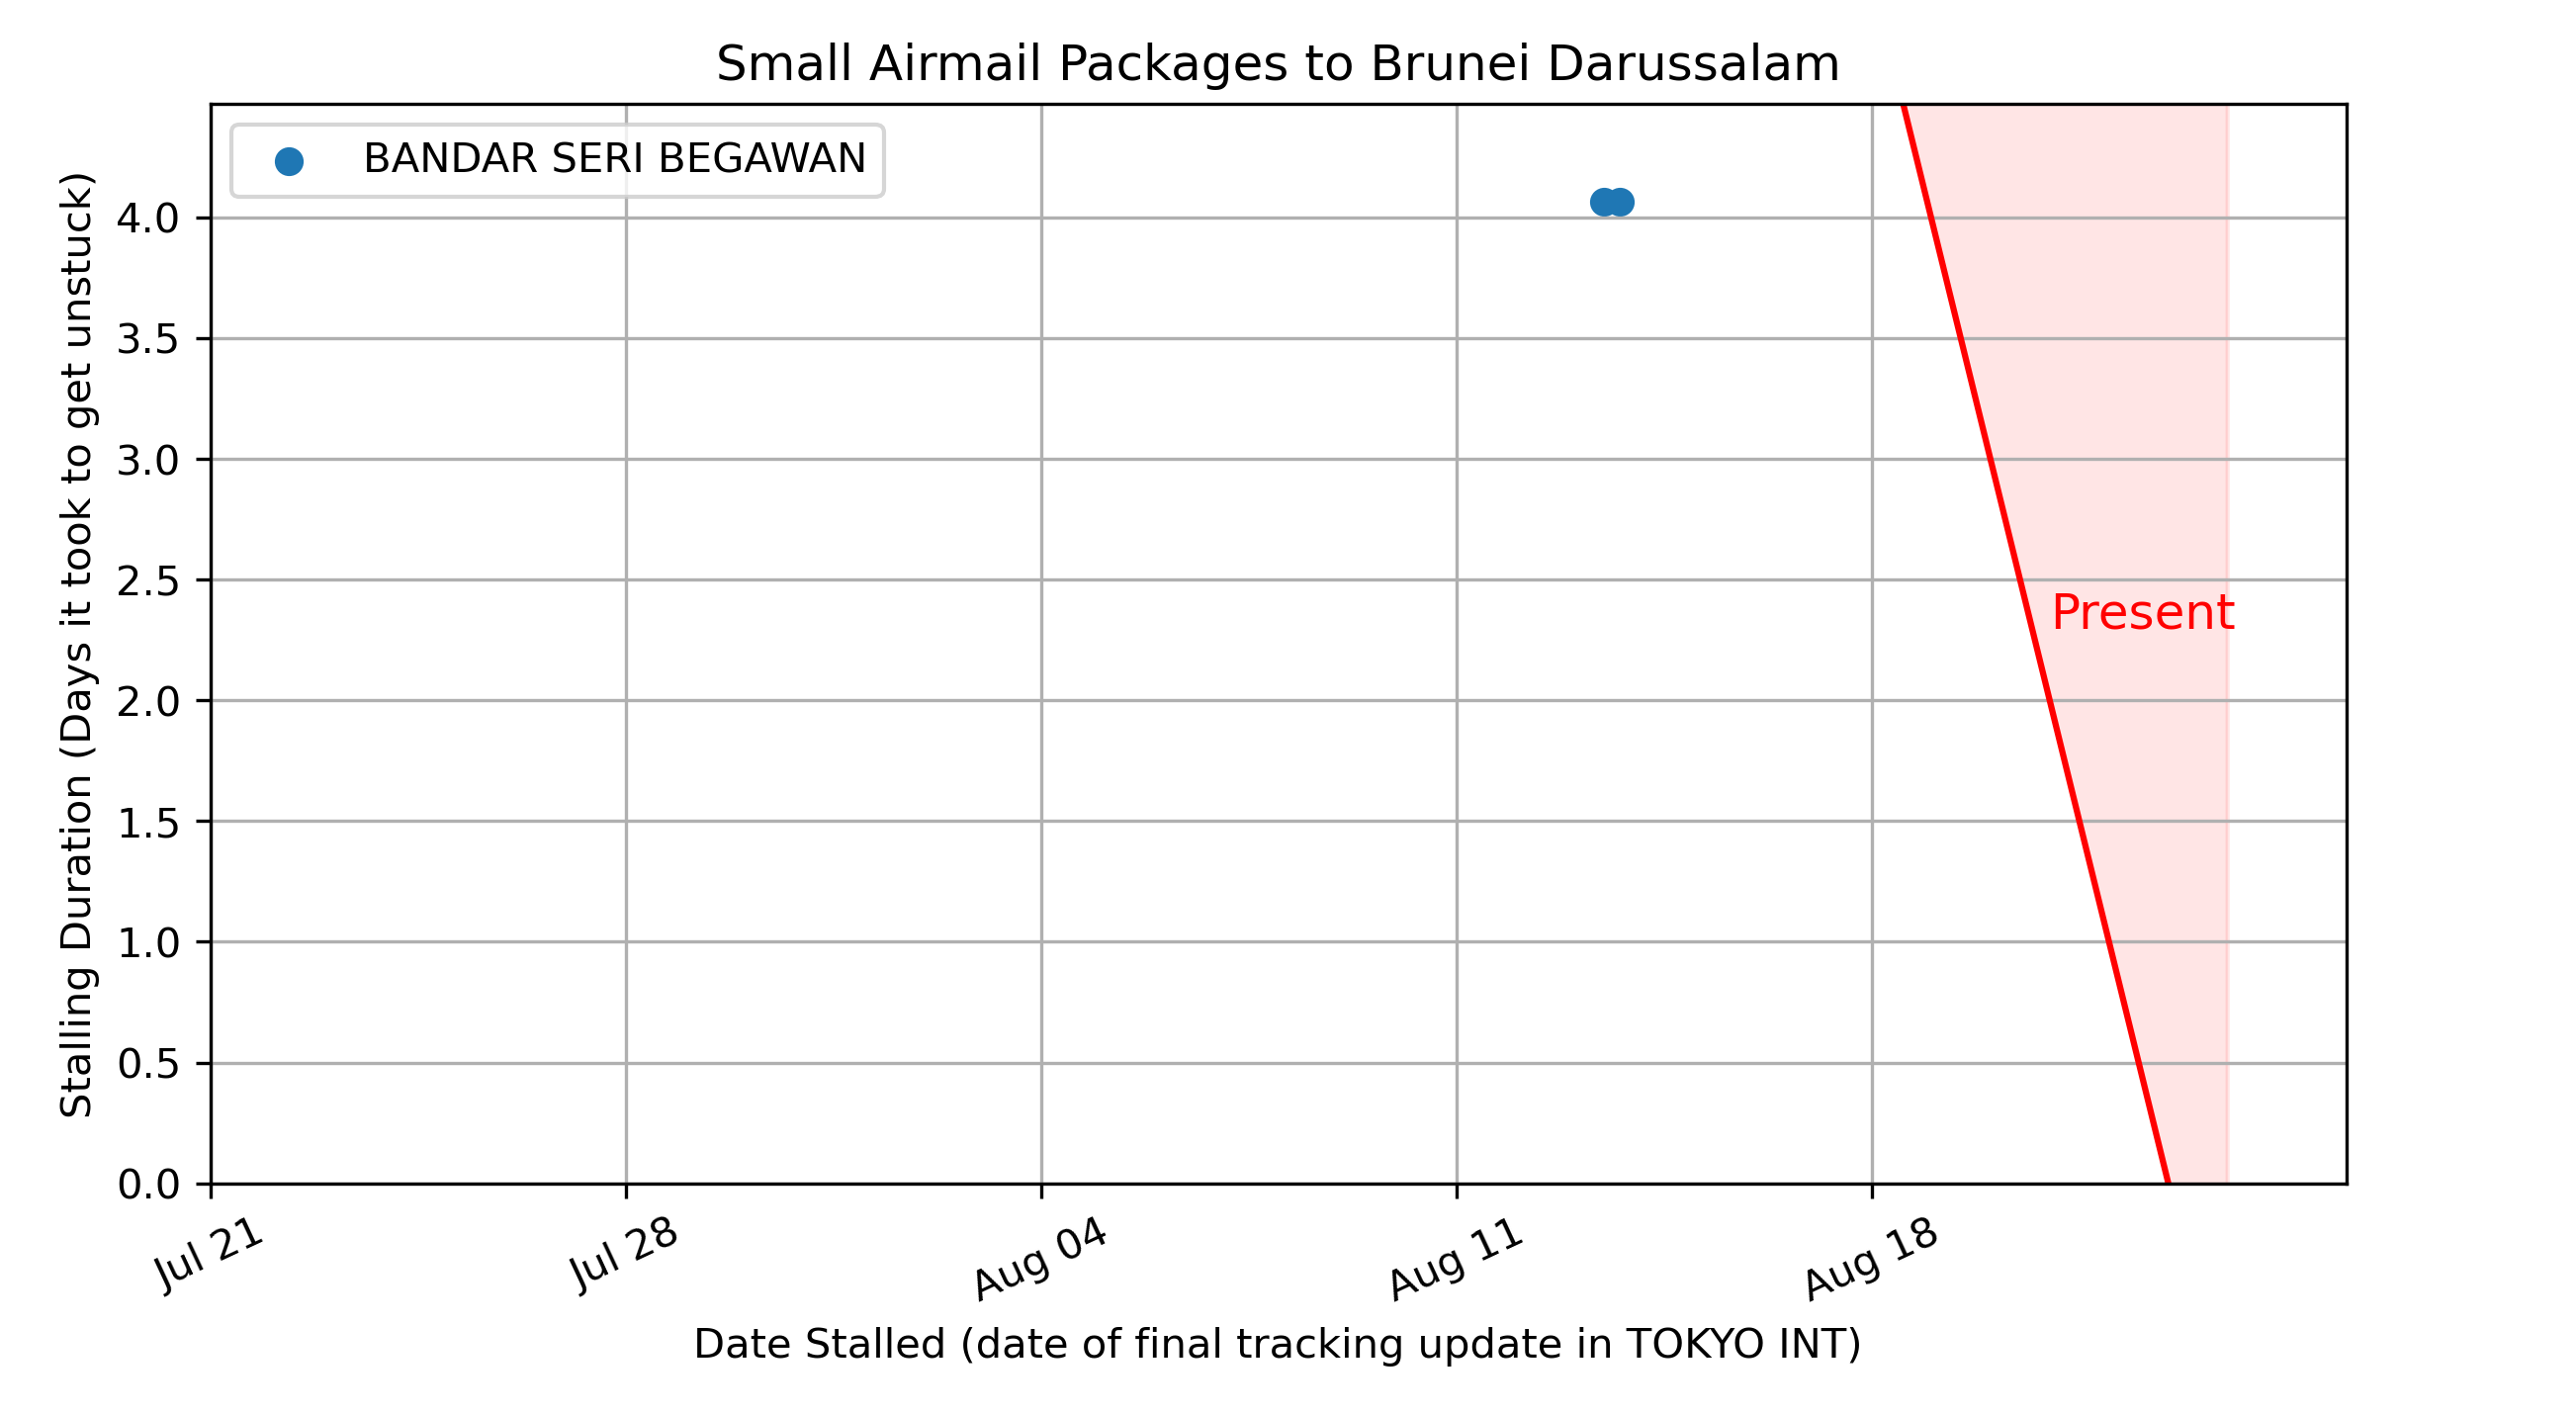 Small Airmail Packages to Brunei Darussalam
BANDAR SERI BEGAWAN
Stalling Duration (Days it took to get unstuck)
4.0
3.5
3.0
2.5
2.0
1.5
1.0
0.5
0.0
Present
Jul 21
Jul 28
Aug 04
Aug 11
Aug 18
Date Stalled (date of final tracking update in TOKYO INT)